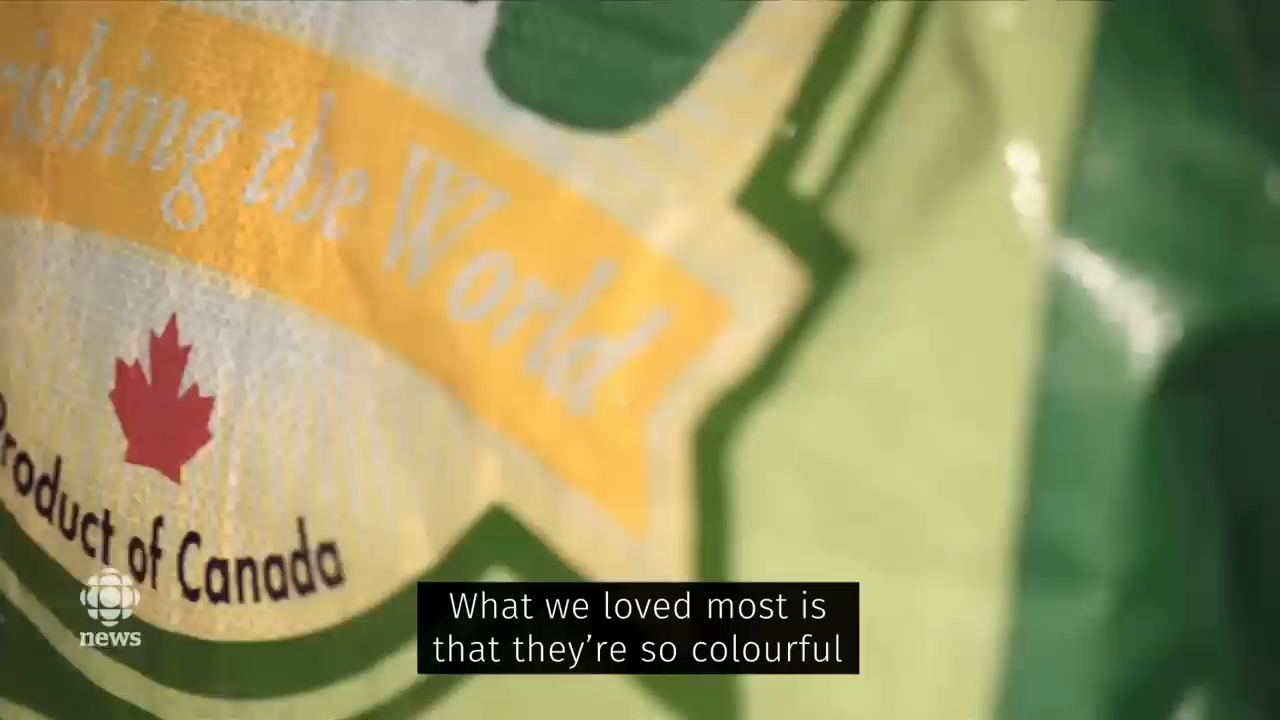 the World
Product of Canada
news
What we loved most is
that they're so colourful